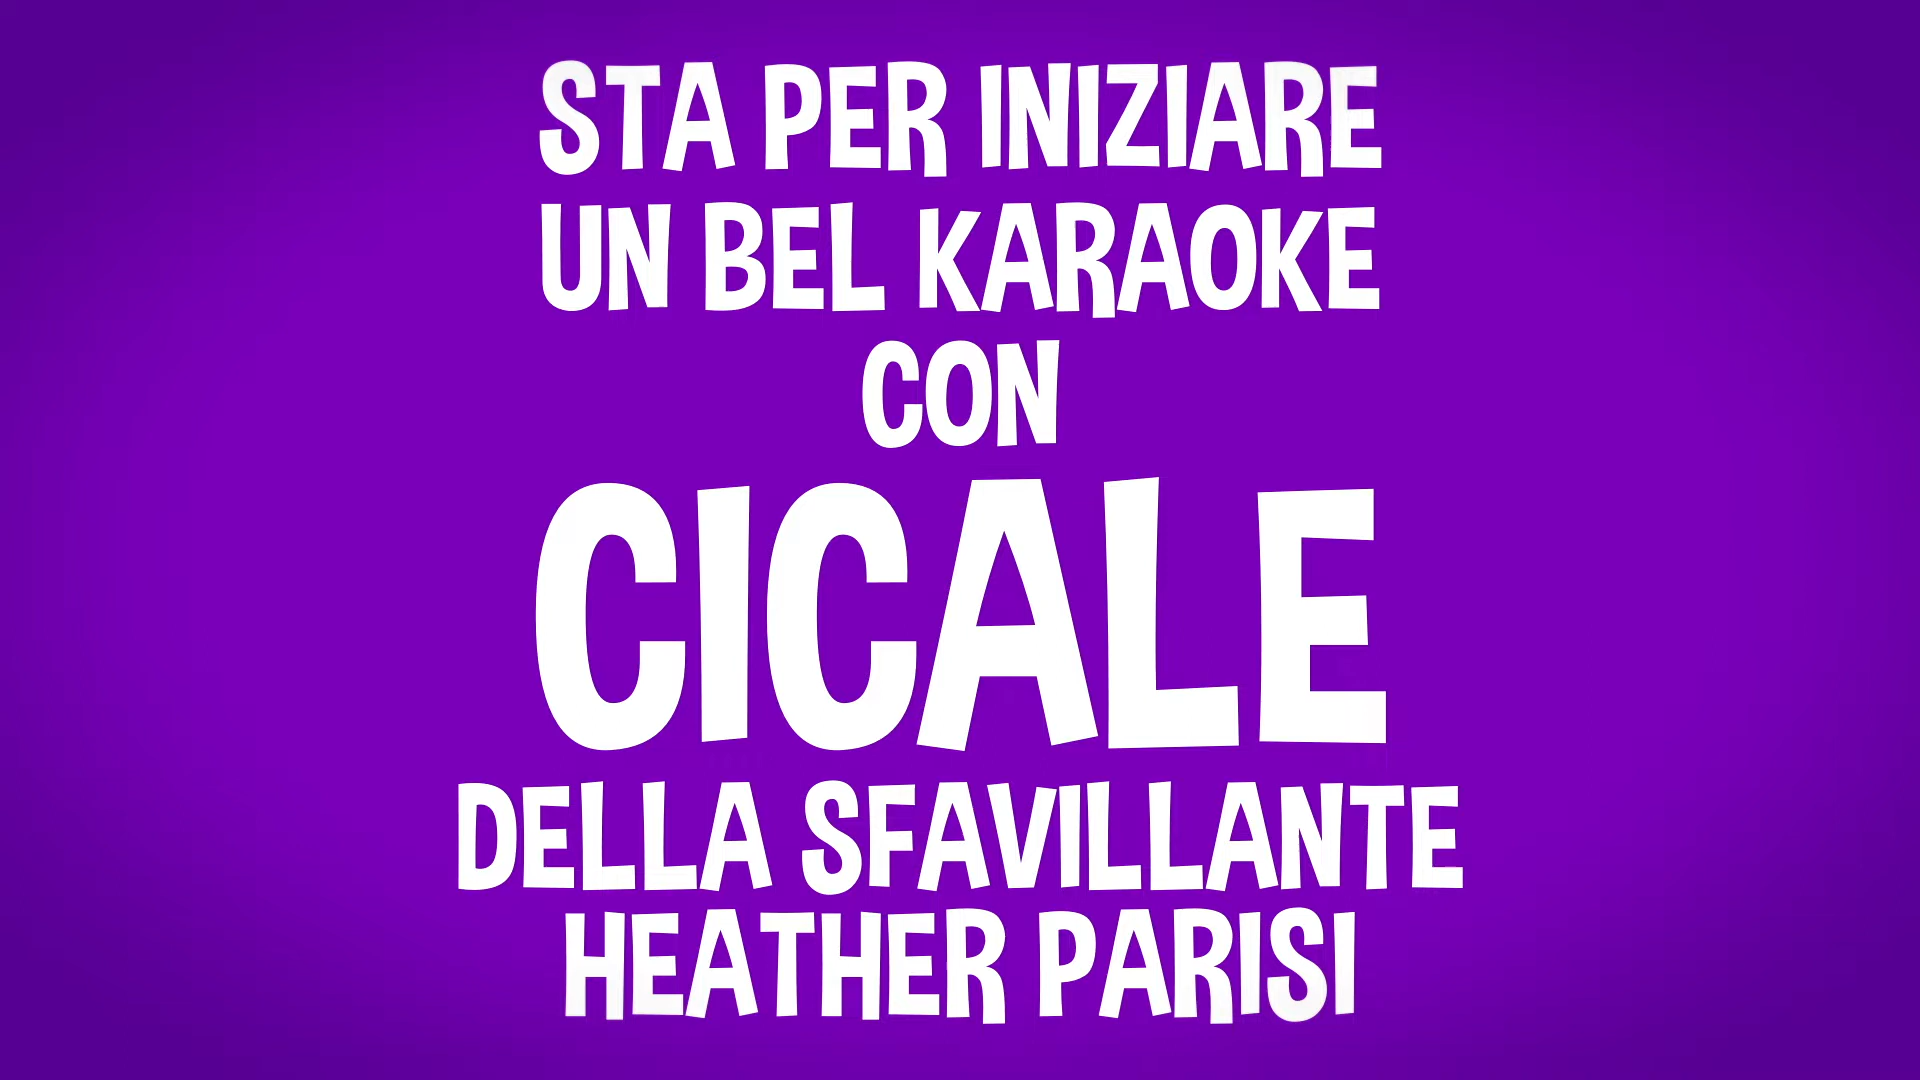 STA PER INIZIARE
UN BEL KARAOKE
CON
CICALE
DELLA SFAVILLANTE
HEATHER PARISI